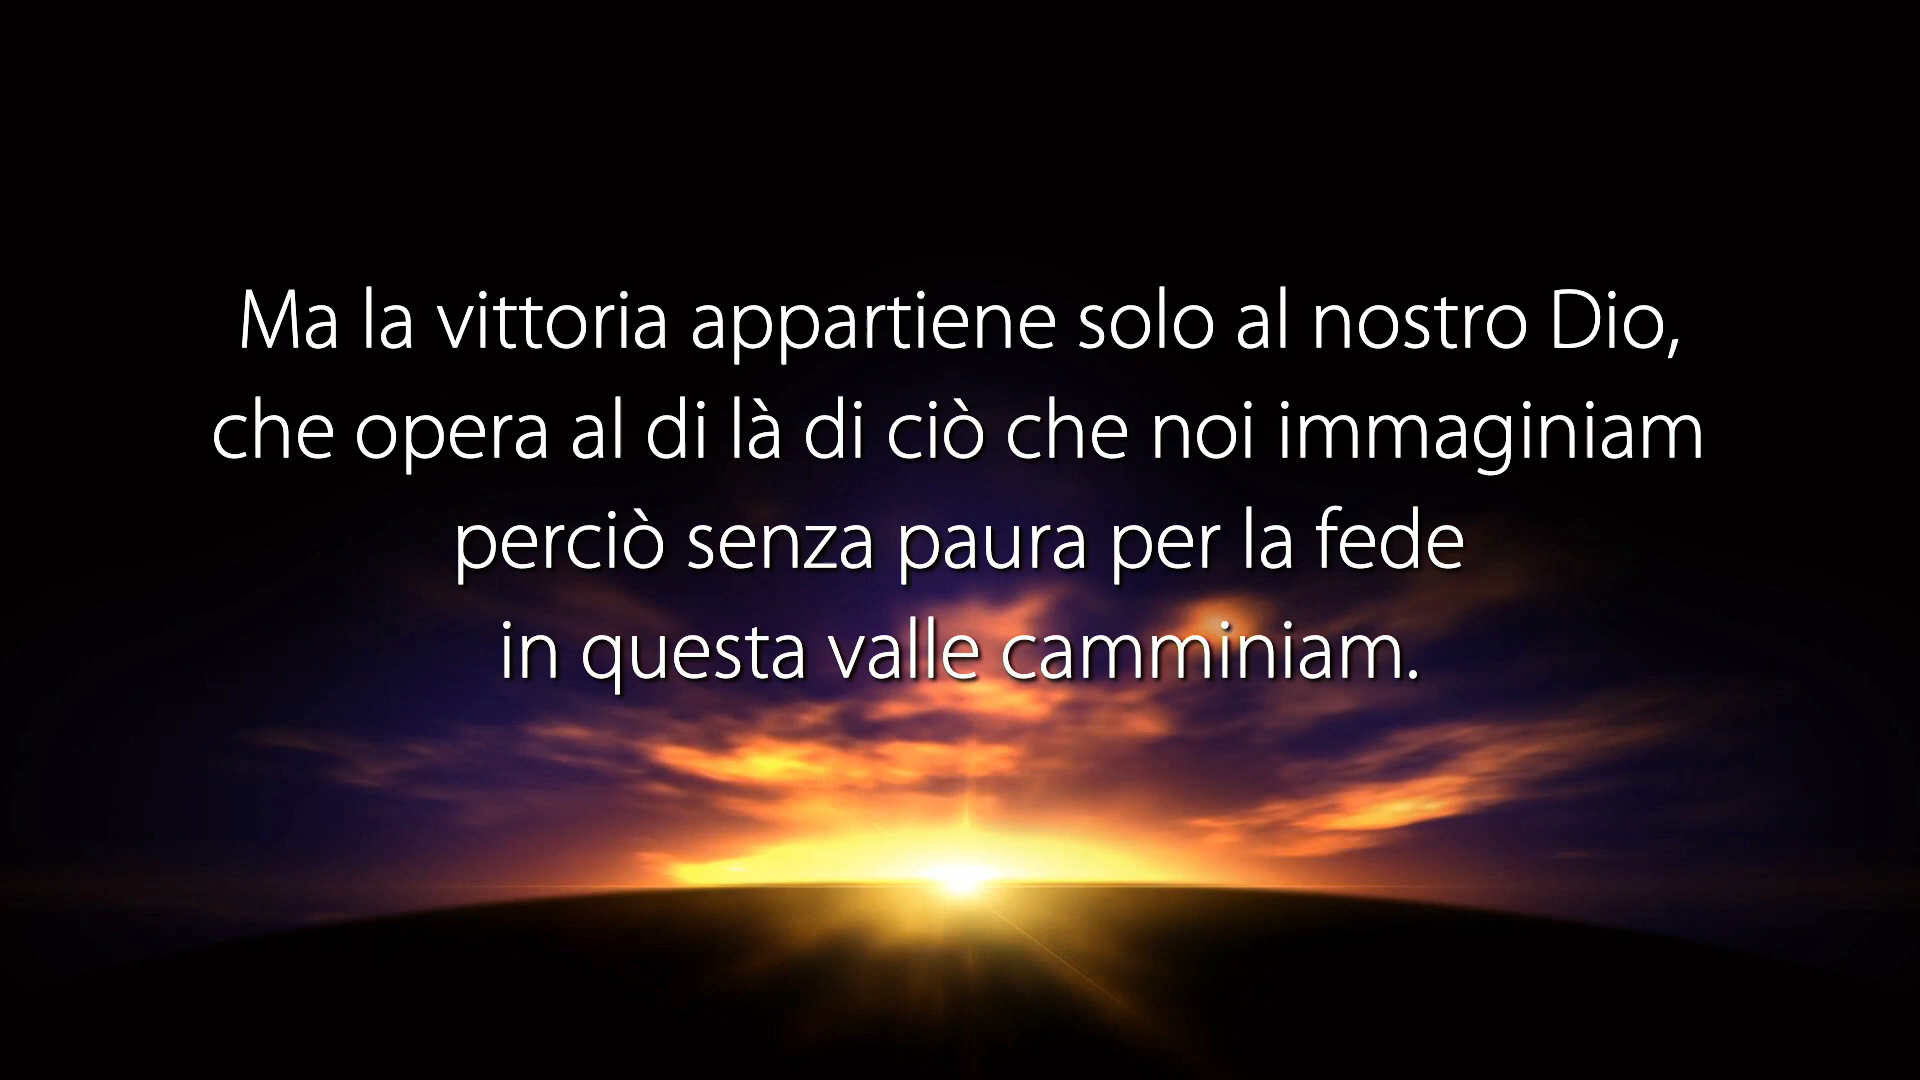 Ma la vittoria appartiene solo al nostro Dio,
che opera al di là di ciò che noi immaginiam
perciò senza paura per la fede
in questa valle camminiam.